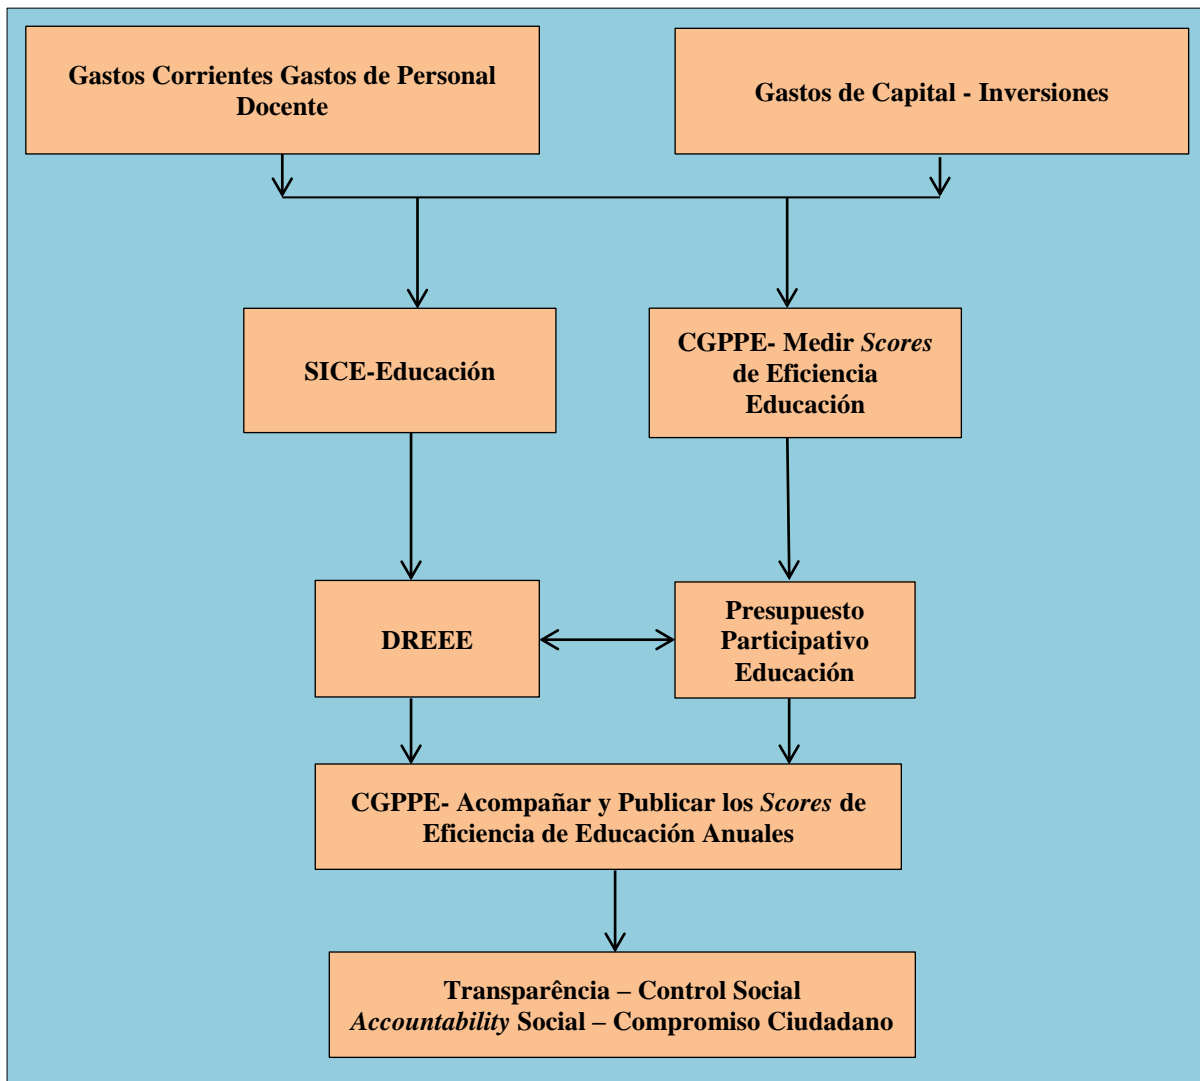 Gastos Corrientes Gastos de Personal
Docente
Gastos de Capital - Inversiones
SICE-Educación
CGPPE- Medir Scores
de Eficiencia
Educación
DREEE
Presupuesto
Participativo
Educación
CGPPE- Acompañar y Publicar los Scores de
Eficiencia de Educación Anuales
Transparência – Control Social
Accountability Social – Compromiso Ciudadano